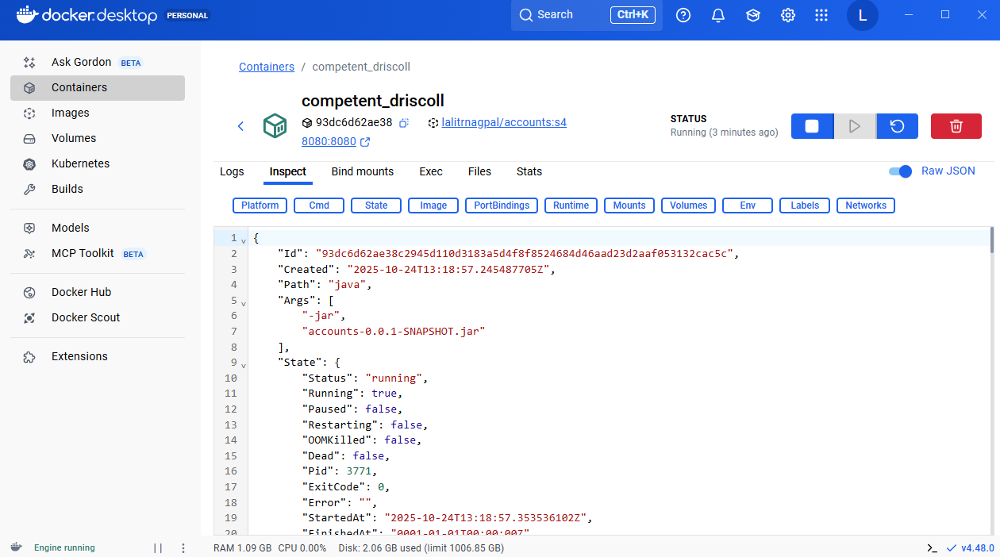 docker.desktop PERSONAL
Search Ctrl+K
L
Ask Gordon BETA
Containers
Images
Volumes
Kubernetes
Builds
Models
MCP Toolkit BETA
Docker Hub
Docker Scout
Extensions
Containers / competent_driscoll
competent_driscoll
93dc6d62ae38 lalitrnagpal/accounts:s4
8080:8080
STATUS
Running (3 minutes ago)
Logs Inspect Bind mounts Exec Files Stats
Raw JSON
Platform Cmd State Image PortBindings Runtime Mounts Volumes Env Labels Networks
1 {
2 "Id": "93dc6d62ae38c2945d110d3183a5d4f8f8524684d46aad23d2aaf053132cac5c",
3 "Created": "2025-10-24T13:18:57.245487705Z",
4 "Path": "java",
5 "Args": [
6 "-jar",
7 "accounts-0.0.1-SNAPSHOT.jar"
8 ],
9 "State": {
10 "Status": "running",
11 "Running": true,
12 "Paused": false,
13 "Restarting": false,
14 "OOMKilled": false,
15 "Dead": false,
16 "Pid": 3771,
17 "ExitCode": 0,
18 "Error": "",
19 "StartedAt": "2025-10-24T13:18:57.353536102Z",
20 "FinishedAt": "0001-01-01T00:00:00Z"
Engine running
RAM 1.09 GB CPU 0.00% Disk: 2.06 GB used (limit 1006.85 GB)
v4.48.0